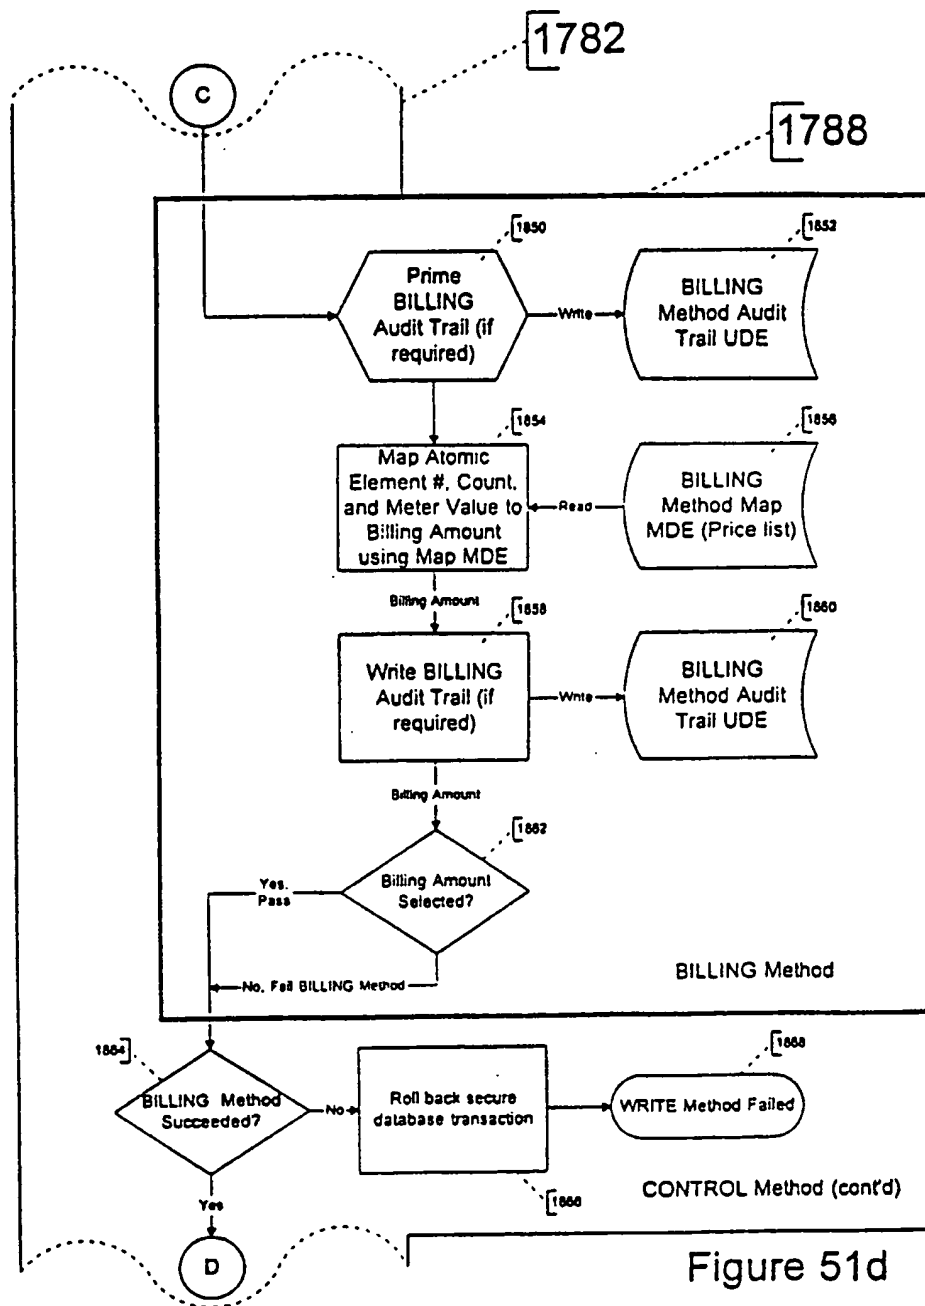 1782
C
1788
1850
1852
Prime
BILLING
Audit Trail (if
required)
Write
BILLING
Method Audit
Trail UDE
1854
1856
Map Atomic
Element #, Count,
and Meter Value to
Billing Amount
using Map MDE
Read
BILLING
Method Map
MDE (Price list)
Billing Amount
1858
1860
Write BILLING
Audit Trail (if
required)
Write
BILLING
Method Audit
Trail UDE
Billing Amount
1862
Yes,
Pass
Billing Amount
Selected?
No, Fail BILLING Method
BILLING Method
1864
1868
BILLING Method
Succeeded?
No
Roll back secure
database transaction
WRITE Method Failed
1866
Yes
CONTROL Method (cont'd)
D
Figure 51d